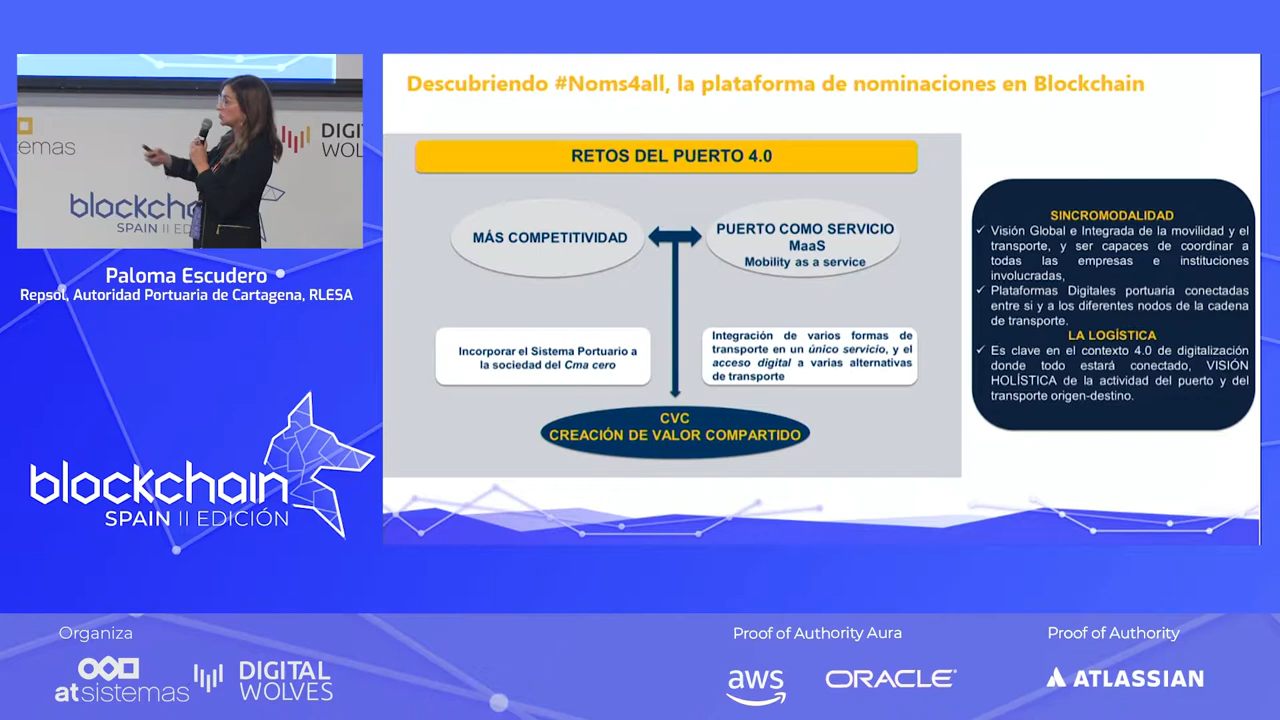 Descubriendo #Noms4all, la plataforma de nominaciones en Blockchain
RETOS DEL PUERTO 4.0
MÁS COMPETITIVIDAD
PUERTO COMO SERVICIO
MaaS
Mobility as a service
Incorporar el Sistema Portuario a
la sociedad del Cma cero
Integración de varios formas de
transporte en un único servicio, y el
acceso digital a varias alternativas
de transporte
CVC
CREACIÓN DE VALOR COMPARTIDO
SINCROMODALIDAD
✓ Visión Global e Integrada de la movilidad y el
transporte, y ser capaces de coordinar a
todas las empresas e instituciones
involucradas,
✓ Plataformas Digitales portuaria conectadas
entre si y a los diferentes nodos de la cadena
de transporte.
LA LOGÍSTICA
✓ Es clave en el contexto 4.0 de digitalización
donde todo estará conectado, VISIÓN
HOLÍSTICA de la actividad del puerto y del
transporte origen-destino.
emas
DIGI
WOLV
blockcha
SPAIN II EDIC
Paloma Escudero
Repsol, Autoridad Portuaria de Cartagena, RLESA
blockchain
SPAIN II EDICIÓN
Organiza
atsistemas
DIGITAL
WOLVES
Proof of Authority Aura
aws
ORACLE
Proof of Authority
ATLASSIAN